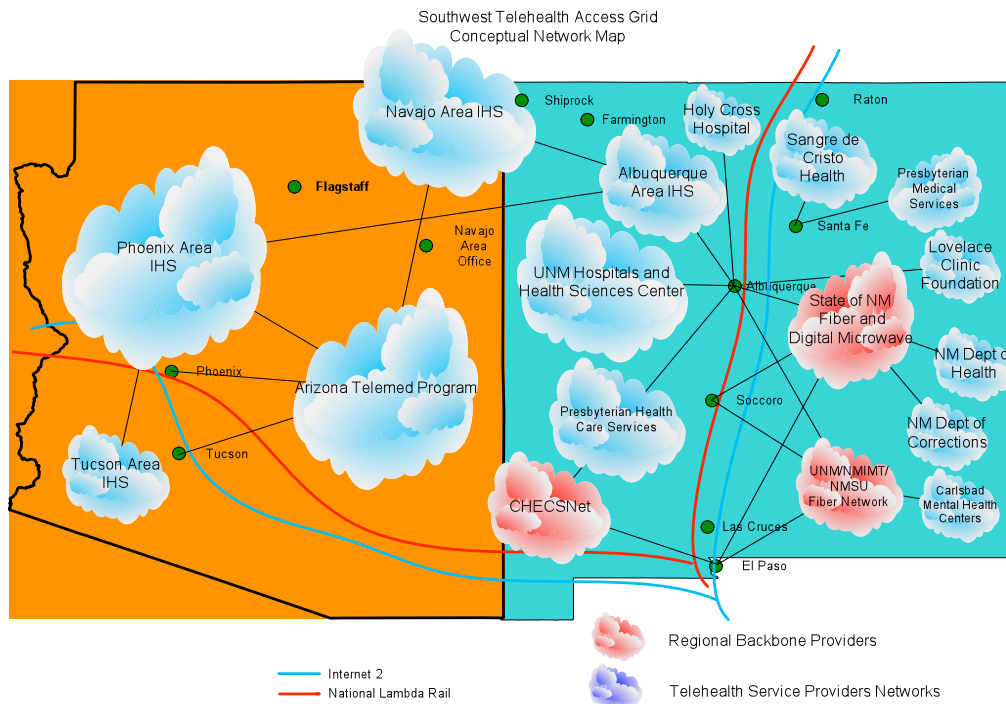 Southwest Telehealth Access Grid
Conceptual Network Map
Navajo Area IHS
Shiprock
Farmington
Holy Cross
Hospital
Raton
Sangre de
Cristo
Health
Albuquerque
Area IHS
Presbyterian
Medical
Services
Flagstaff
Phoenix Area
IHS
Navajo
Area
Office
Santa Fe
UNM Hospitals and
Health Sciences Center
Lovelace
Clinic
Foundation
Albuquerque
State of NM
Fiber and
Digital Microwave
NM Dept of
Health
Phoenix
Arizona Telemed Program
Presbyterian Health
Care Services
Soccoro
NM Dept of
Corrections
Tucson
Tucson Area
IHS
UNM/NMIMT/
NMSU
Fiber Network
Carlsbad
Mental Health
Centers
CHECSNet
Las Cruces
El Paso
Regional Backbone Providers
Internet 2
National Lambda Rail
Telehealth Service Providers Networks